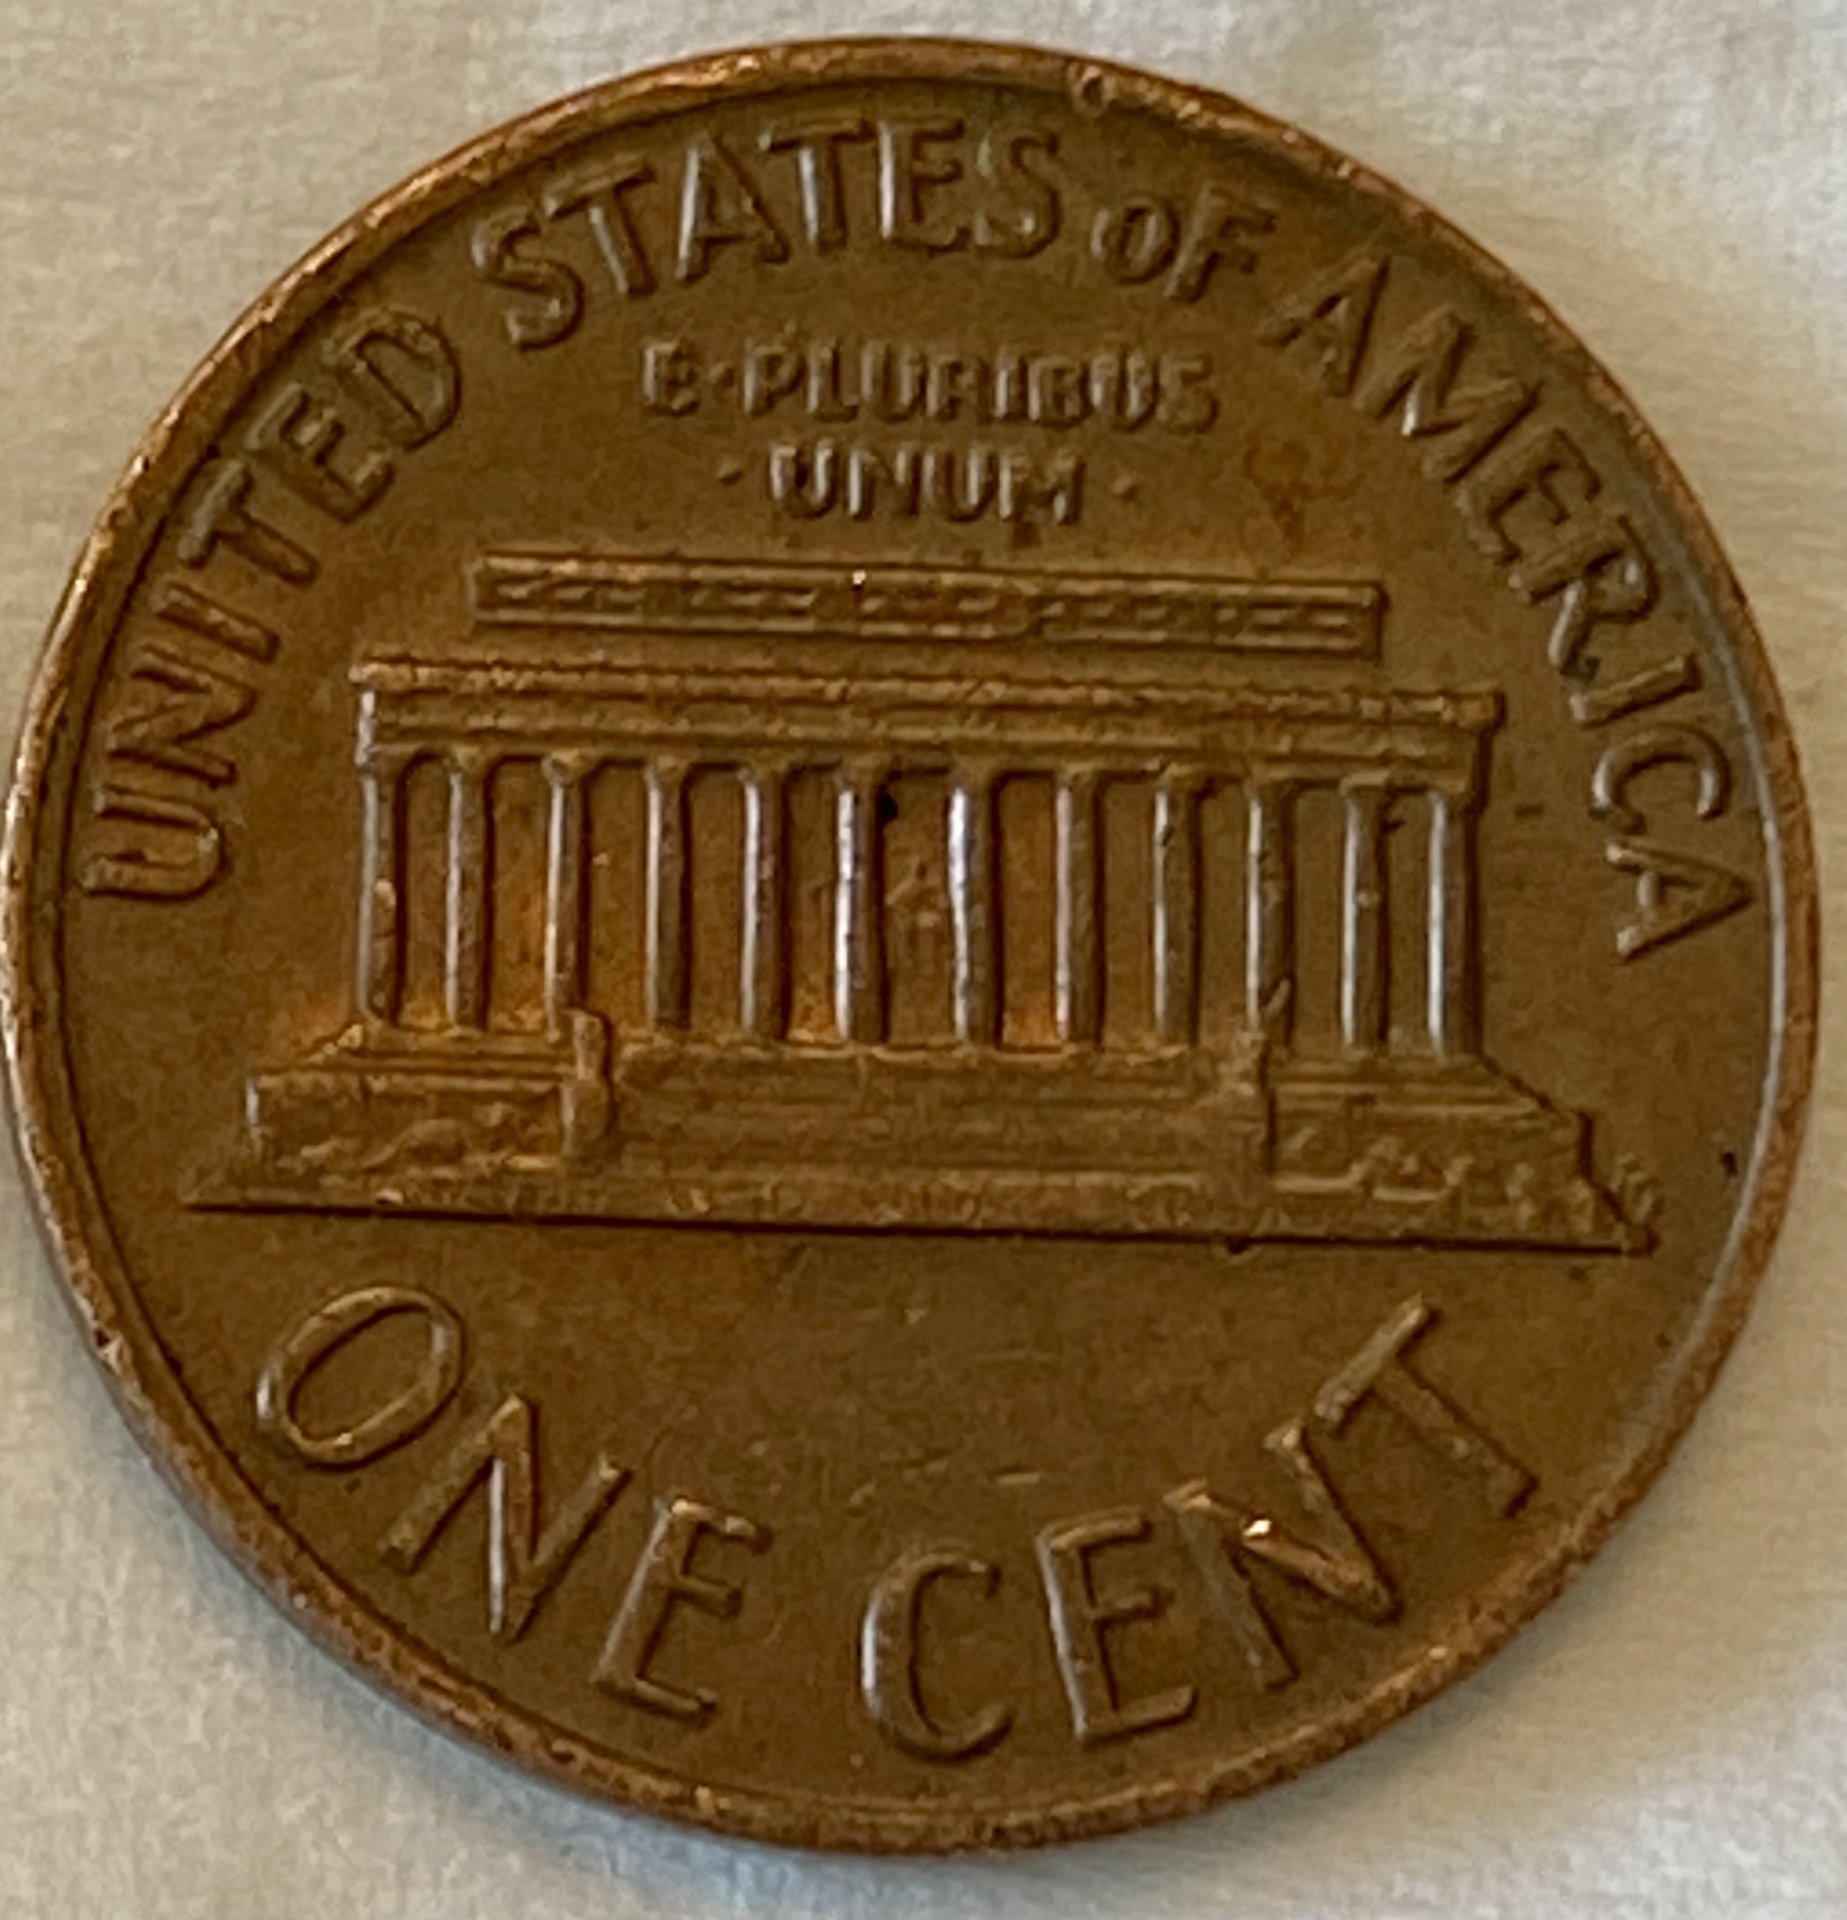 UNITED STATES OF AMERICA
E·PLURIBUS
·UNUM·
ONE CENT